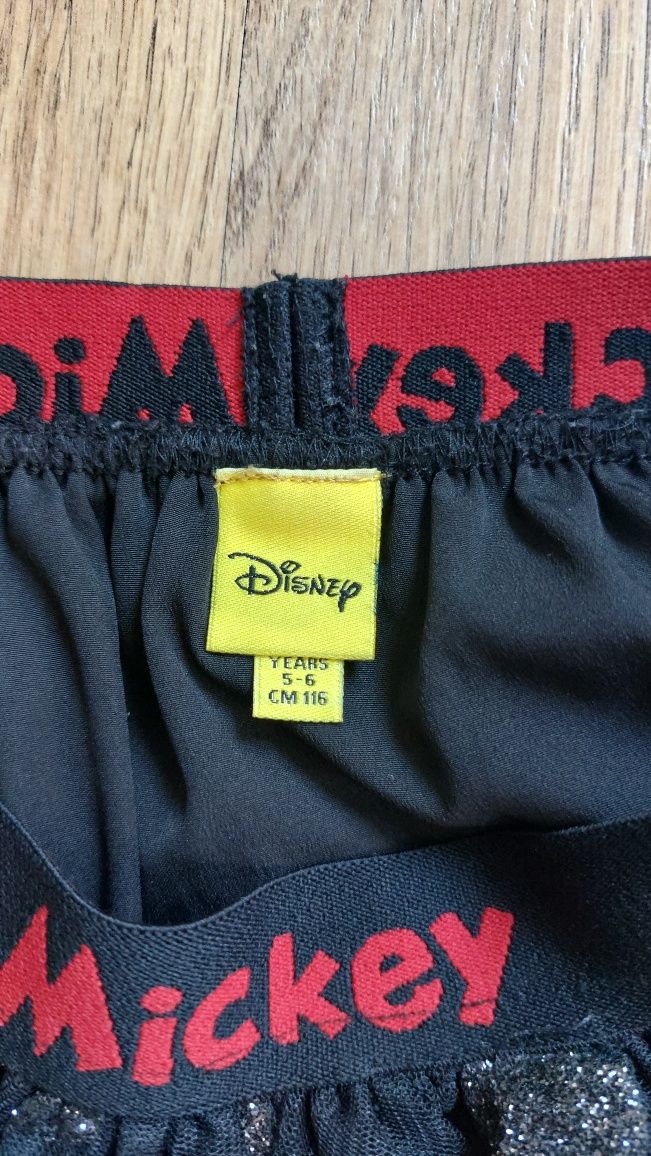 Disney
YEARS
5-6
CM 116
Mickey